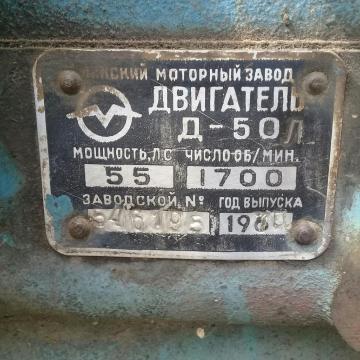 МОТОРНЫЙ ЗАВОД
ДВИГАТЕЛЬ
Д-50Л
МОЩНОСТЬ, Л.С ЧИСЛО ОБ/МИН.
55 1700
ЗАВОДСКОЙ № ГОД ВЫПУСКА